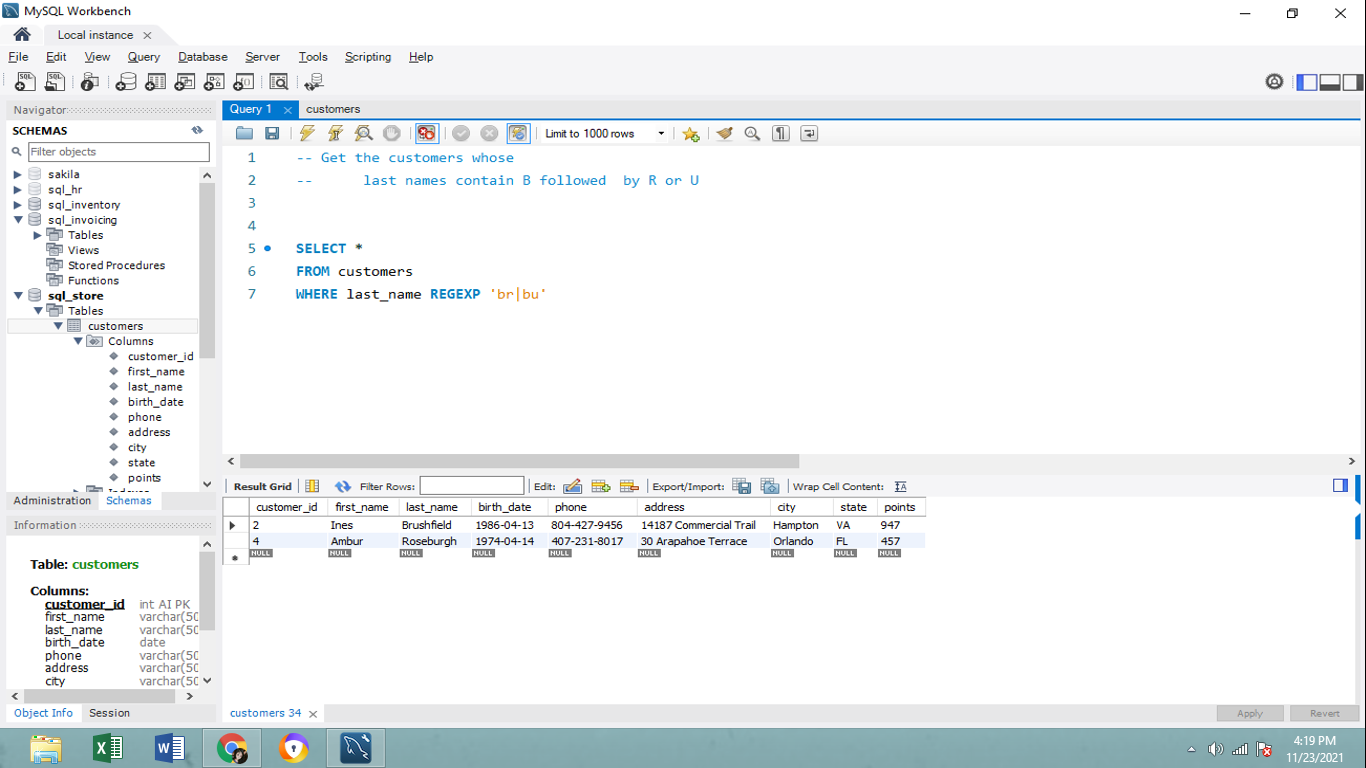 MySQL Workbench
Local instance
File Edit View Query Database Server Tools Scripting Help
Navigator
SCHEMAS
Filter objects
sakila
sql_hr
sql_inventory
sql_invoicing
Tables
Views
Stored Procedures
Functions
sql_store
Tables
customers
Columns
customer_id
first_name
last_name
birth_date
phone
address
city
state
points
Administration Schemas
Information
Table: customers
Columns:
customer_id int AI PK
first_name varchar(50
last_name varchar(50
birth_date date
phone varchar(50
address varchar(50
city varchar(50
Object Info Session
Query 1 customers
Limit to 1000 rows
1 -- Get the customers whose
2 -- last names contain B followed by R or U
3
4
5 SELECT *
6 FROM customers
7 WHERE last_name REGEXP 'br|bu'
Result Grid Filter Rows: Edit: Export/Import: Wrap Cell Content:
customer_id first_name last_name birth_date phone address city state points
2 Ines Brushfield 1986-04-13 804-427-9456 14187 Commercial Trail Hampton VA 947
4 Ambur Roseburgh 1974-04-14 407-231-8017 30 Arapahoe Terrace Orlando FL 457
NULL NULL NULL NULL NULL NULL NULL NULL NULL
customers 34
Apply Revert
4:19 PM
11/23/2021